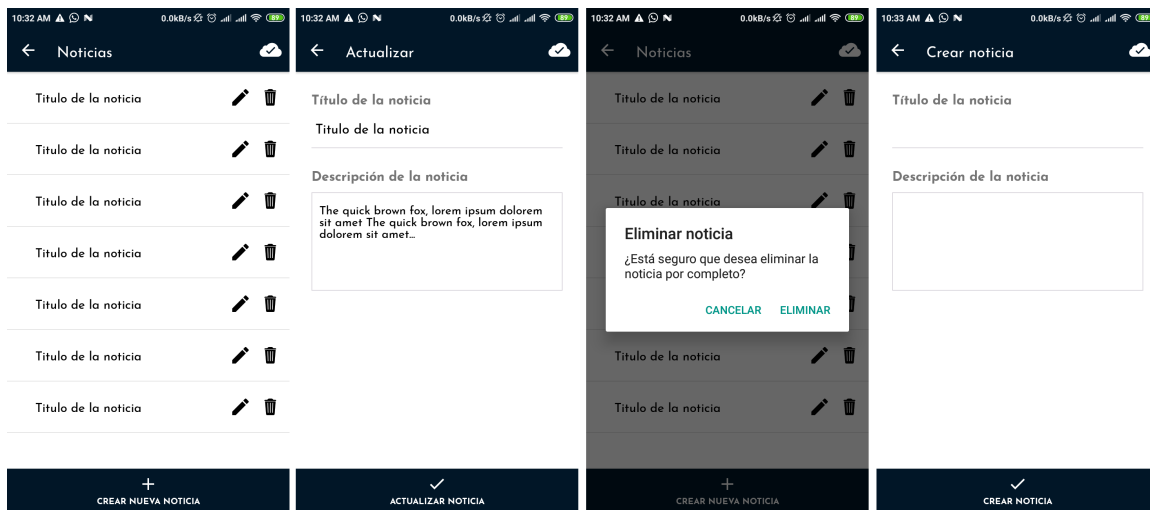 10:32 AM
0.0kB/s
89
Noticias
Titulo de la noticia
Titulo de la noticia
Titulo de la noticia
Titulo de la noticia
Titulo de la noticia
Titulo de la noticia
Titulo de la noticia
CREAR NUEVA NOTICIA
10:32 AM
0.0kB/s
89
Actualizar
Título de la noticia
Titulo de la noticia
Descripción de la noticia
The quick brown fox, lorem ipsum dolorem
sit amet The quick brown fox, lorem ipsum
dolorem sit amet...
ACTUALIZAR NOTICIA
10:32 AM
0.0kB/s
89
Noticias
Titulo de la noticia
Titulo de la noticia
Titulo de la noticia
Eliminar noticia
¿Está seguro que desea eliminar la
noticia por completo?
CANCELAR ELIMINAR
Titulo de la noticia
Titulo de la noticia
CREAR NUEVA NOTICIA
10:33 AM
0.0kB/s
89
Crear noticia
Título de la noticia
Descripción de la noticia
CREAR NOTICIA